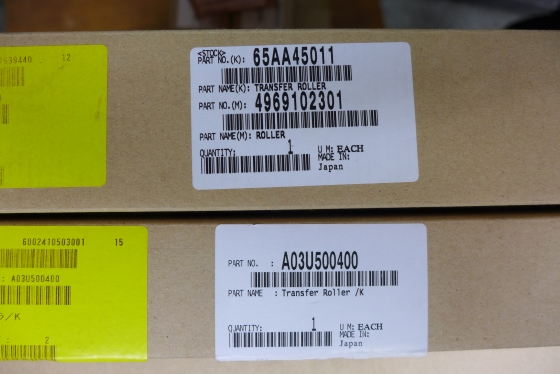 12
<STOCK>
PART NO.(K): 65AA45011
PART NAME(K): TRANSFER ROLLER
PART NO.(M): 4969102301
PART NAME(M): ROLLER
QUANTITY: 1 U M: EACH
MADE IN:
Japan
6002410503001 15
: A03U500400
/K
: 2
PART NO. : A03U500400
PART NAME : Transfer Roller /K
QUANTITY: 1 U M: EACH
MADE IN:
Japan